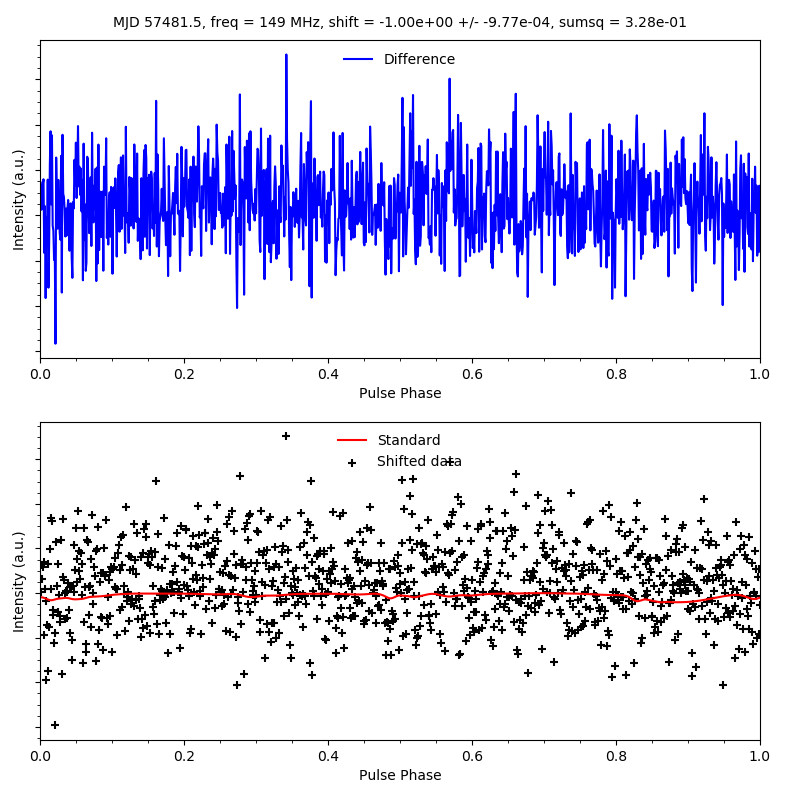 MJD 57481.5, freq = 149 MHz, shift = -1.00e+00 +/- -9.77e-04, sumsq = 3.28e-01
Difference
Intensity (a.u.)
0.0 0.2 0.4 0.6 0.8 1.0
Pulse Phase
Standard
Shifted data
Intensity (a.u.)
0.0 0.2 0.4 0.6 0.8 1.0
Pulse Phase